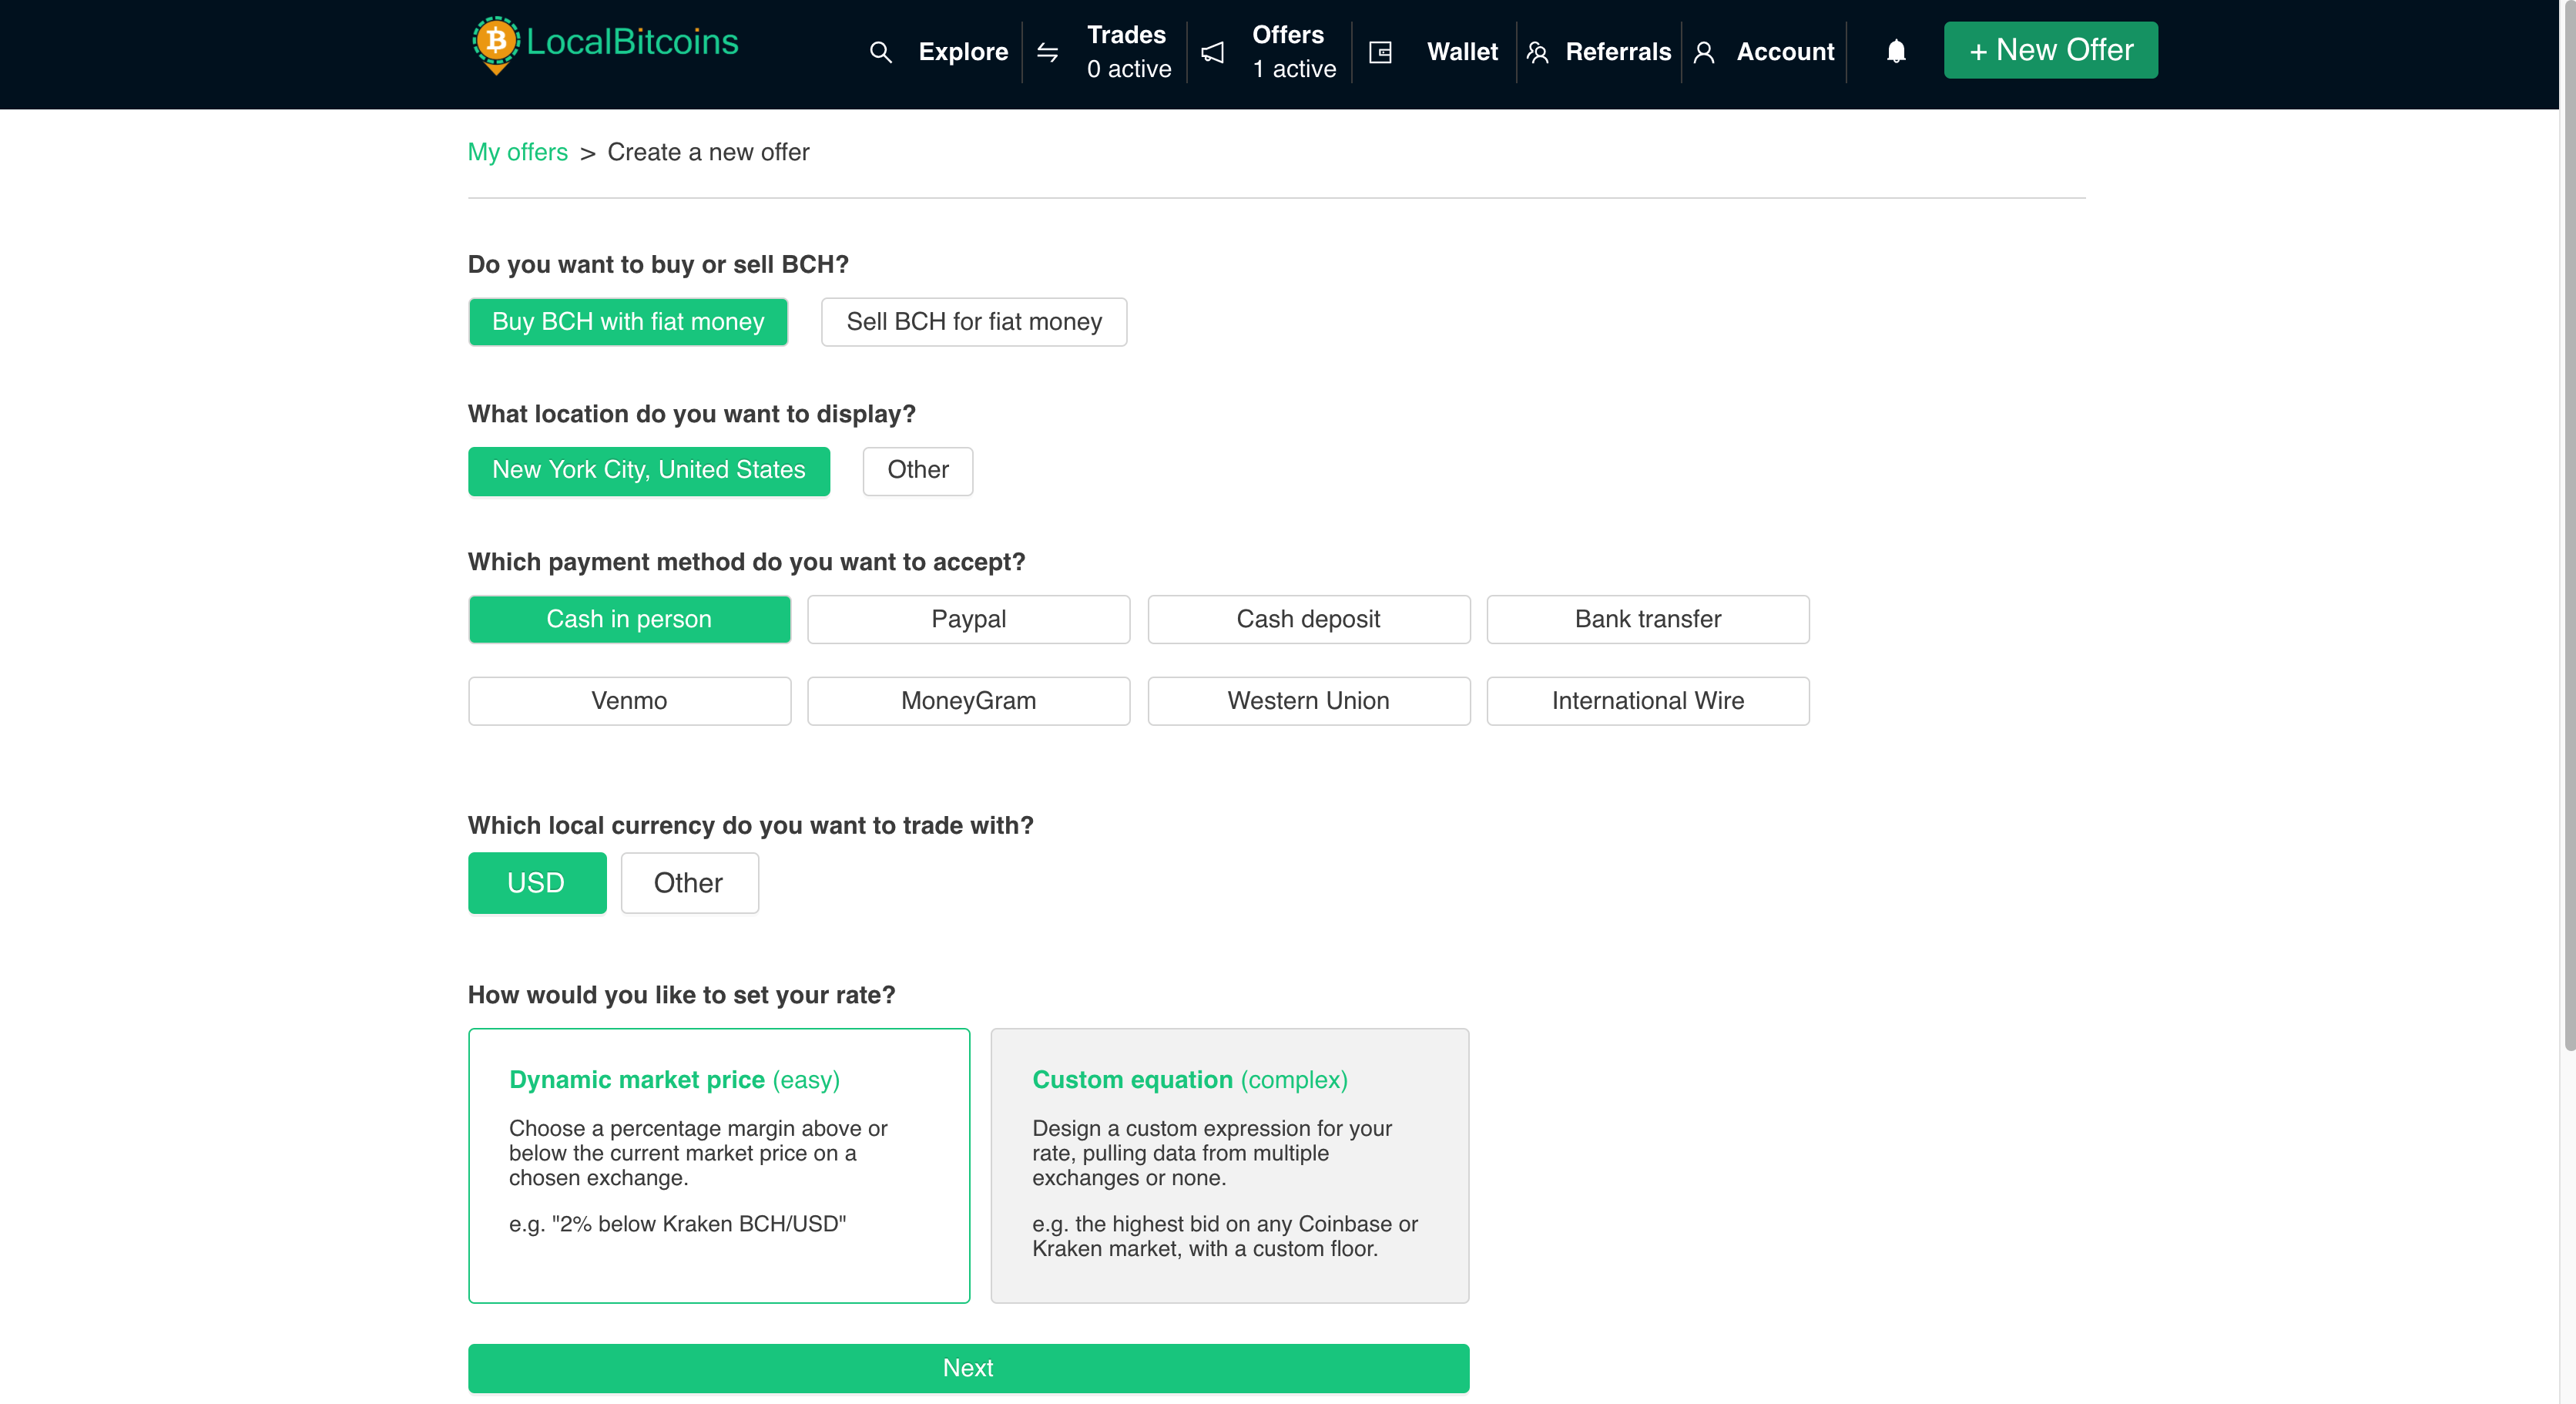 LocalBitcoins
Explore
Trades
0 active
Offers
1 active
Wallet
Referrals
Account
+ New Offer
My offers > Create a new offer
Do you want to buy or sell BCH?
Buy BCH with fiat money
Sell BCH for fiat money
What location do you want to display?
New York City, United States
Other
Which payment method do you want to accept?
Cash in person
Paypal
Cash deposit
Bank transfer
Venmo
MoneyGram
Western Union
International Wire
Which local currency do you want to trade with?
USD
Other
How would you like to set your rate?
Dynamic market price (easy)
Choose a percentage margin above or
below the current market price on a
chosen exchange.
e.g. "2% below Kraken BCH/USD"
Custom equation (complex)
Design a custom expression for your
rate, pulling data from multiple
exchanges or none.
e.g. the highest bid on any Coinbase or
Kraken market, with a custom floor.
Next